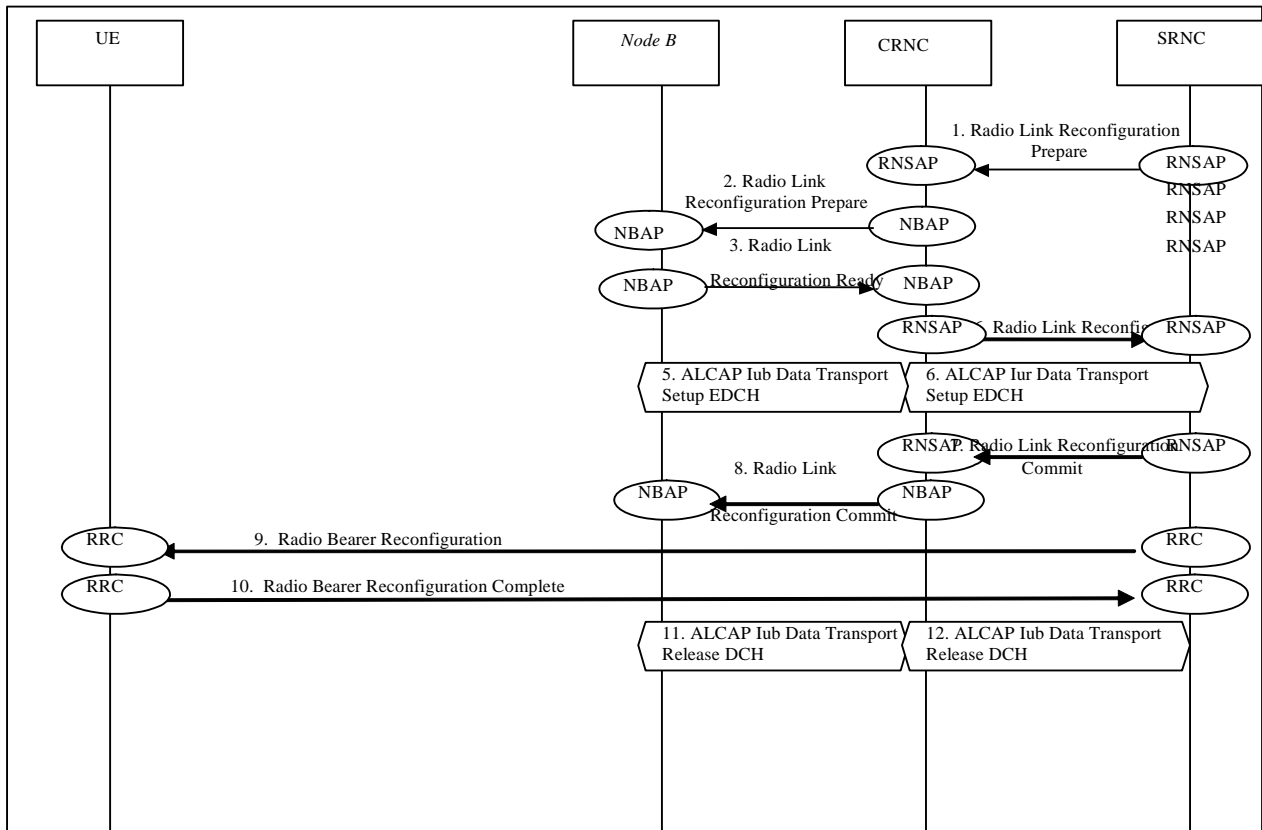 UE
Node B
CRNC
SRNC
1. Radio Link Reconfiguration
Prepare
RNSAP
RNSAP
RNSAP
RNSAP
RNSAP
2. Radio Link
Reconfiguration Prepare
NBAP
NBAP
3. Radio Link
Reconfiguration Ready
NBAP
NBAP
RNSAP
Radio Link Reconfig
RNSAP
5. ALCAP Iub Data Transport
Setup EDCH
6. ALCAP Iur Data Transport
Setup EDCH
RNSAP
7. Radio Link Reconfiguration
Commit
RNSAP
8. Radio Link
Reconfiguration Commit
NBAP
NBAP
RRC
9. Radio Bearer Reconfiguration
RRC
RRC
10. Radio Bearer Reconfiguration Complete
RRC
11. ALCAP Iub Data Transport
Release DCH
12. ALCAP Iub Data Transport
Release DCH